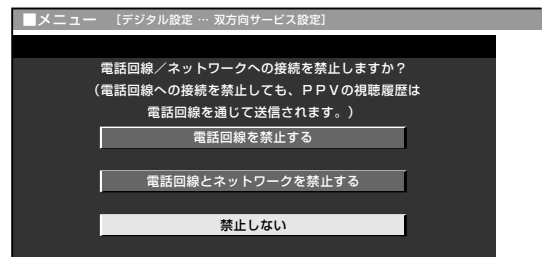 ■メニュー [デジタル設定 … 双方向サービス設定]
電話回線／ネットワークへの接続を禁止しますか？
（電話回線への接続を禁止しても、ＰＰＶの視聴履歴は
電話回線を通じて送信されます。）
電話回線を禁止する
電話回線とネットワークを禁止する
禁止しない